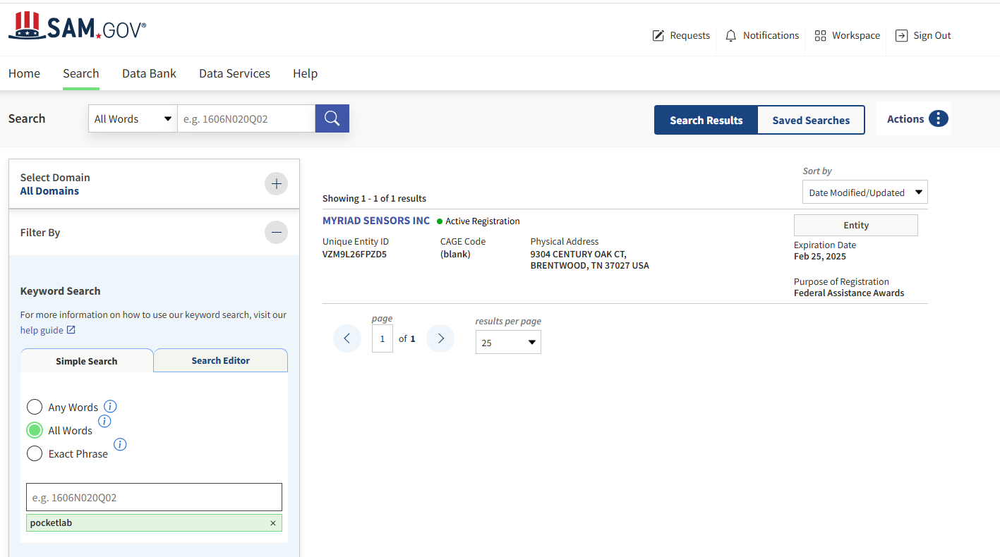 SAM.GOV®
Requests
Notifications
Workspace
Sign Out
Home
Search
Data Bank
Data Services
Help
Search
All Words
e.g. 1606N020Q02
Search Results
Saved Searches
Actions
Select Domain
All Domains
Filter By
Keyword Search
For more information on how to use our keyword search, visit our
help guide
Simple Search
Search Editor
Any Words
All Words
Exact Phrase
e.g. 1606N020Q02
pocketlab
Sort by
Date Modified/Updated
Showing 1 - 1 of 1 results
MYRIAD SENSORS INC
Active Registration
Entity
Unique Entity ID
VZM9L26FPZD5
CAGE Code
(blank)
Physical Address
9304 CENTURY OAK CT,
BRENTWOOD, TN 37027 USA
Expiration Date
Feb 25, 2025
Purpose of Registration
Federal Assistance Awards
page
1 of 1
results per page
25